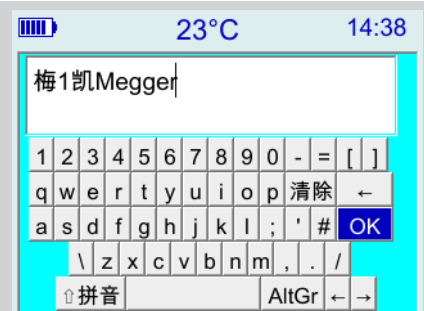 23°C 14:38
梅1凯Megger
1 2 3 4 5 6 7 8 9 0 - = [ ]
q w e r t y u i o p 清除 ←
a s d f g h j k l ; ' # OK
\ z x c v b n m , . /
⇧拼音 AltGr ← →